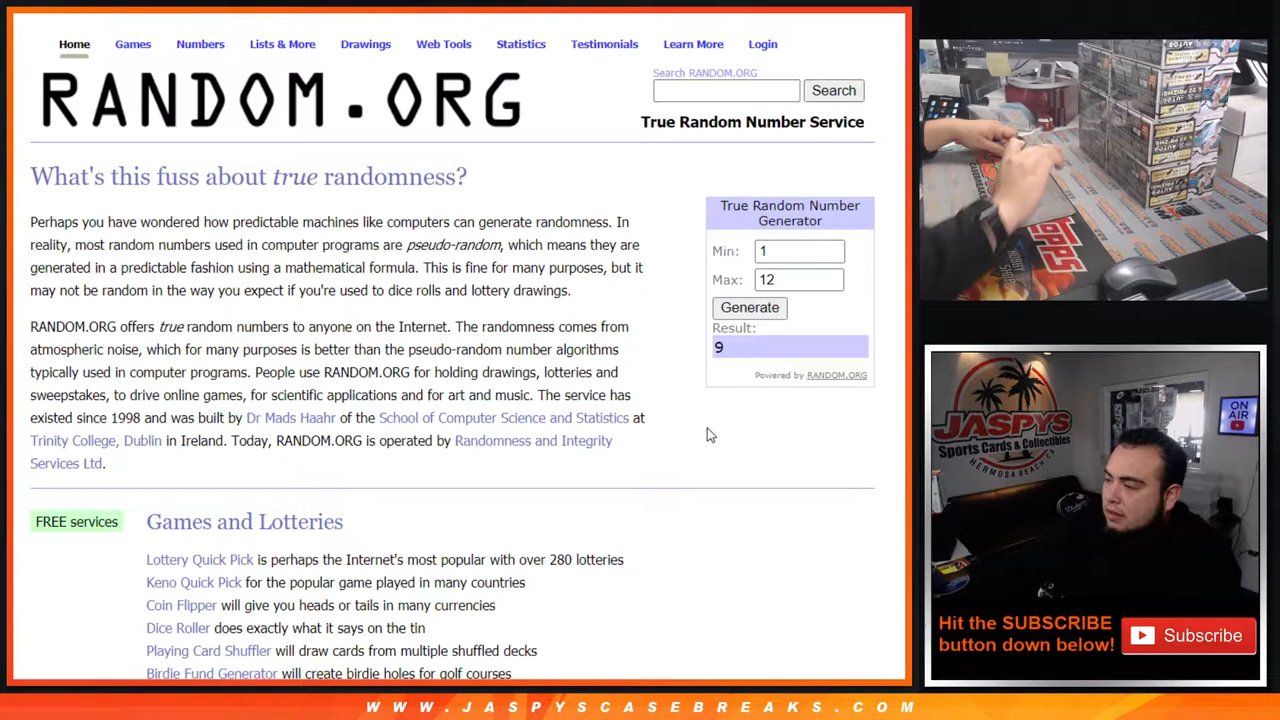 Home Games Numbers Lists & More Drawings Web Tools Statistics Testimonials Learn More Login
RANDOM.ORG
Search RANDOM.ORG
Search
True Random Number Service
What's this fuss about true randomness?
Perhaps you have wondered how predictable machines like computers can generate randomness. In
reality, most random numbers used in computer programs are pseudo-random, which means they are
generated in a predictable fashion using a mathematical formula. This is fine for many purposes, but it
may not be random in the way you expect if you're used to dice rolls and lottery drawings.
RANDOM.ORG offers true random numbers to anyone on the Internet. The randomness comes from
atmospheric noise, which for many purposes is better than the pseudo-random number algorithms
typically used in computer programs. People use RANDOM.ORG for holding drawings, lotteries and
sweepstakes, to drive online games, for scientific applications and for art and music. The service has
existed since 1998 and was built by Dr Mads Haahr of the School of Computer Science and Statistics at
Trinity College, Dublin in Ireland. Today, RANDOM.ORG is operated by Randomness and Integrity
Services Ltd.
True Random Number
Generator
Min: 1
Max: 12
Generate
Result:
9
Powered by RANDOM.ORG
FREE services
Games and Lotteries
Lottery Quick Pick is perhaps the Internet's most popular with over 280 lotteries
Keno Quick Pick for the popular game played in many countries
Coin Flipper will give you heads or tails in many currencies
Dice Roller does exactly what it says on the tin
Playing Card Shuffler will draw cards from multiple shuffled decks
Birdie Fund Generator will create birdie holes for golf courses
TOPPS
JASPYS
Sports Cards & Collectibles
HERMOSA BEACH, CA
ON
AIR
Dodgers
Hit the SUBSCRIBE
button down below!
Subscribe
WWW.JASPYSCASEBREAKS.COM